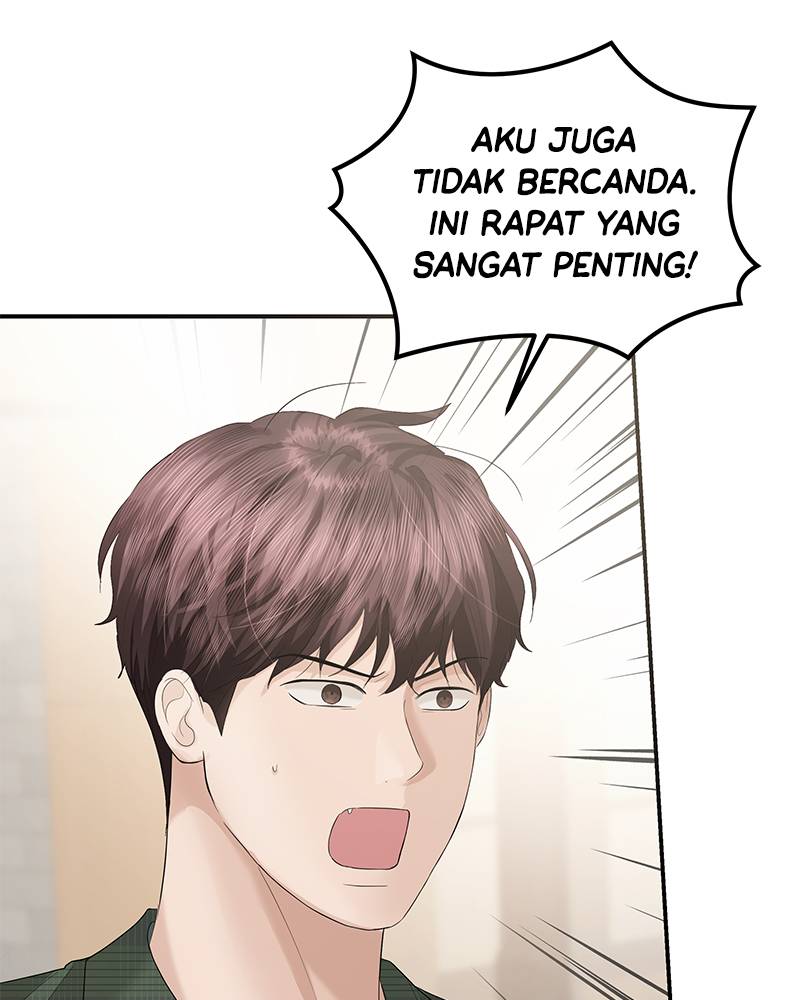 AKU JUGA
TIDAK BERCANDA.
INI RAPAT YANG
SANGAT PENTING!